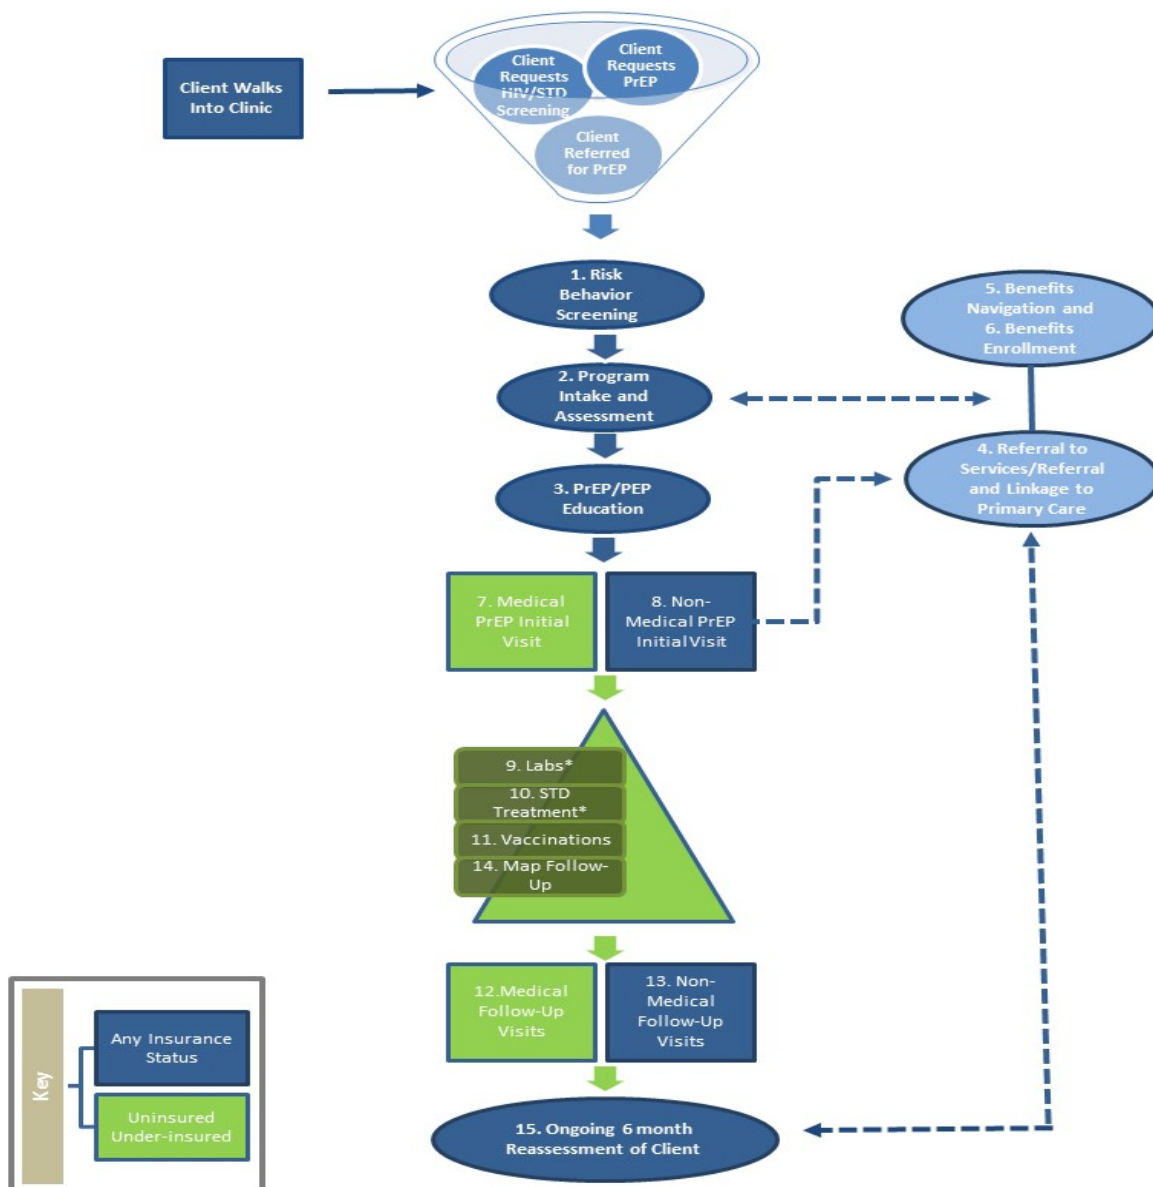 Client Walks
Into Clinic
Client
Requests
HIV/STD
Screening
Client
Requests
PrEP
Client
Referred
for PrEP
1. Risk
Behavior
Screening
2. Program
Intake and
Assessment
3. PrEP/PEP
Education
5. Benefits
Navigation and
6. Benefits
Enrollment
4. Referral to
Services/Referral
and Linkage to
Primary Care
7. Medical
PrEP Initial
Visit
8. Non-
Medical PrEP
Initial Visit
9. Labs*
10. STD
Treatment*
11. Vaccinations
14. Map Follow-
Up
12.Medical
Follow-Up
Visits
13. Non-
Medical
Follow-Up
Visits
15. Ongoing 6 month
Reassessment of Client
Key
Any Insurance
Status
Uninsured
Under-insured